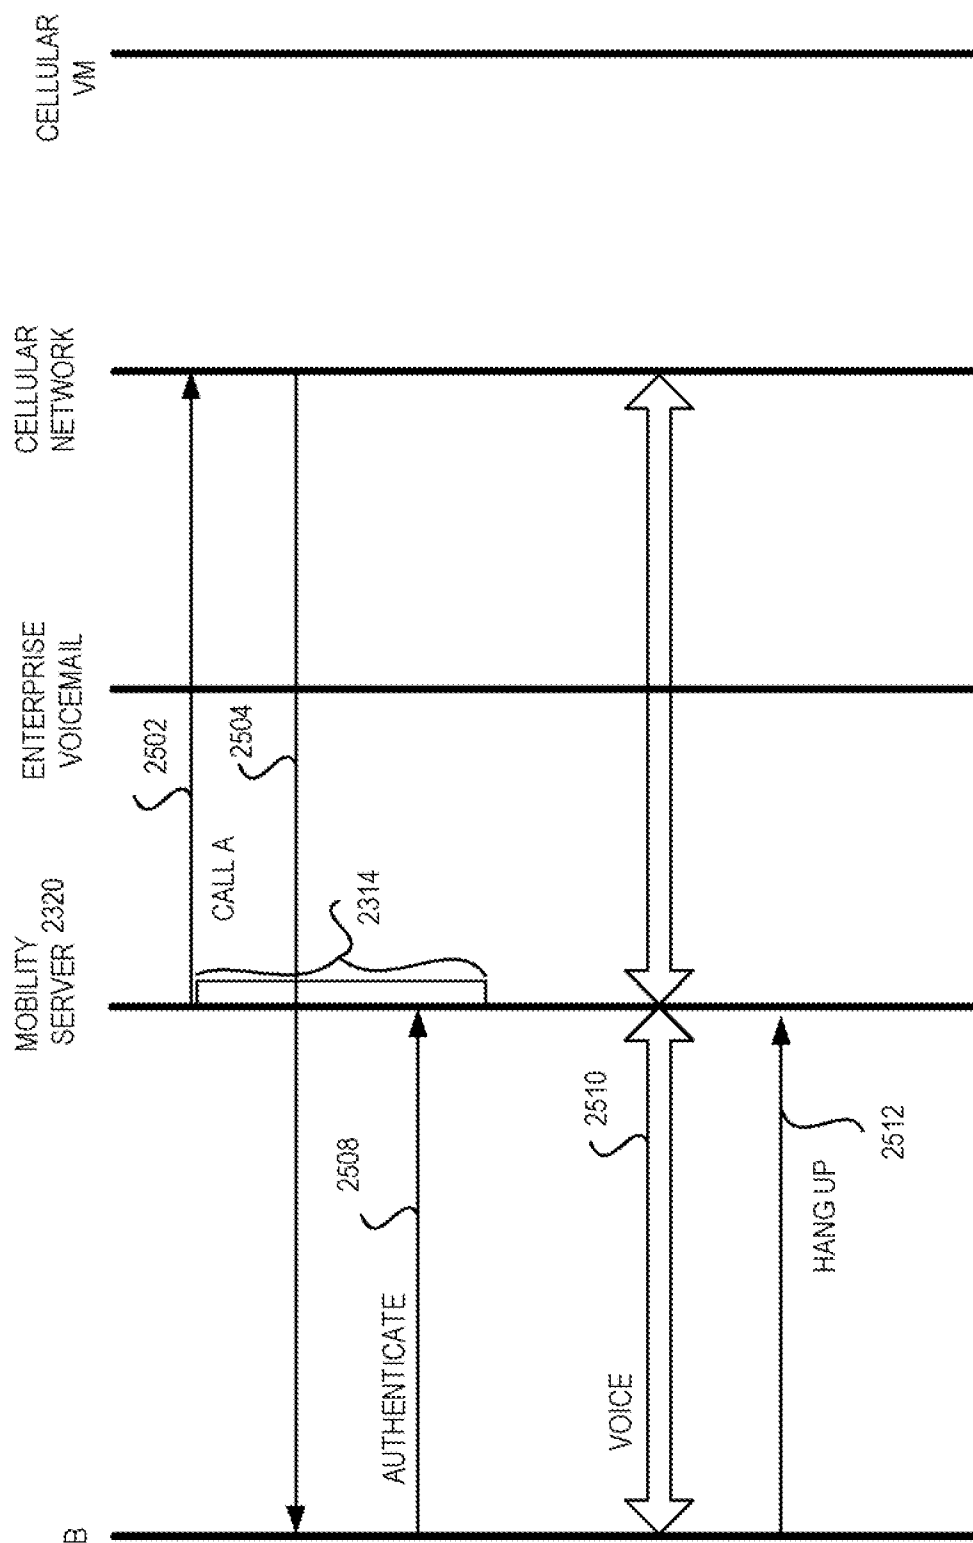 B
MOBILITY
SERVER 2320
ENTERPRISE
VOICEMAIL
CELLULAR
NETWORK
CELLULAR
VM
2502
CALL A
2504
2314
2508
AUTHENTICATE
2510
VOICE
2512
HANG UP